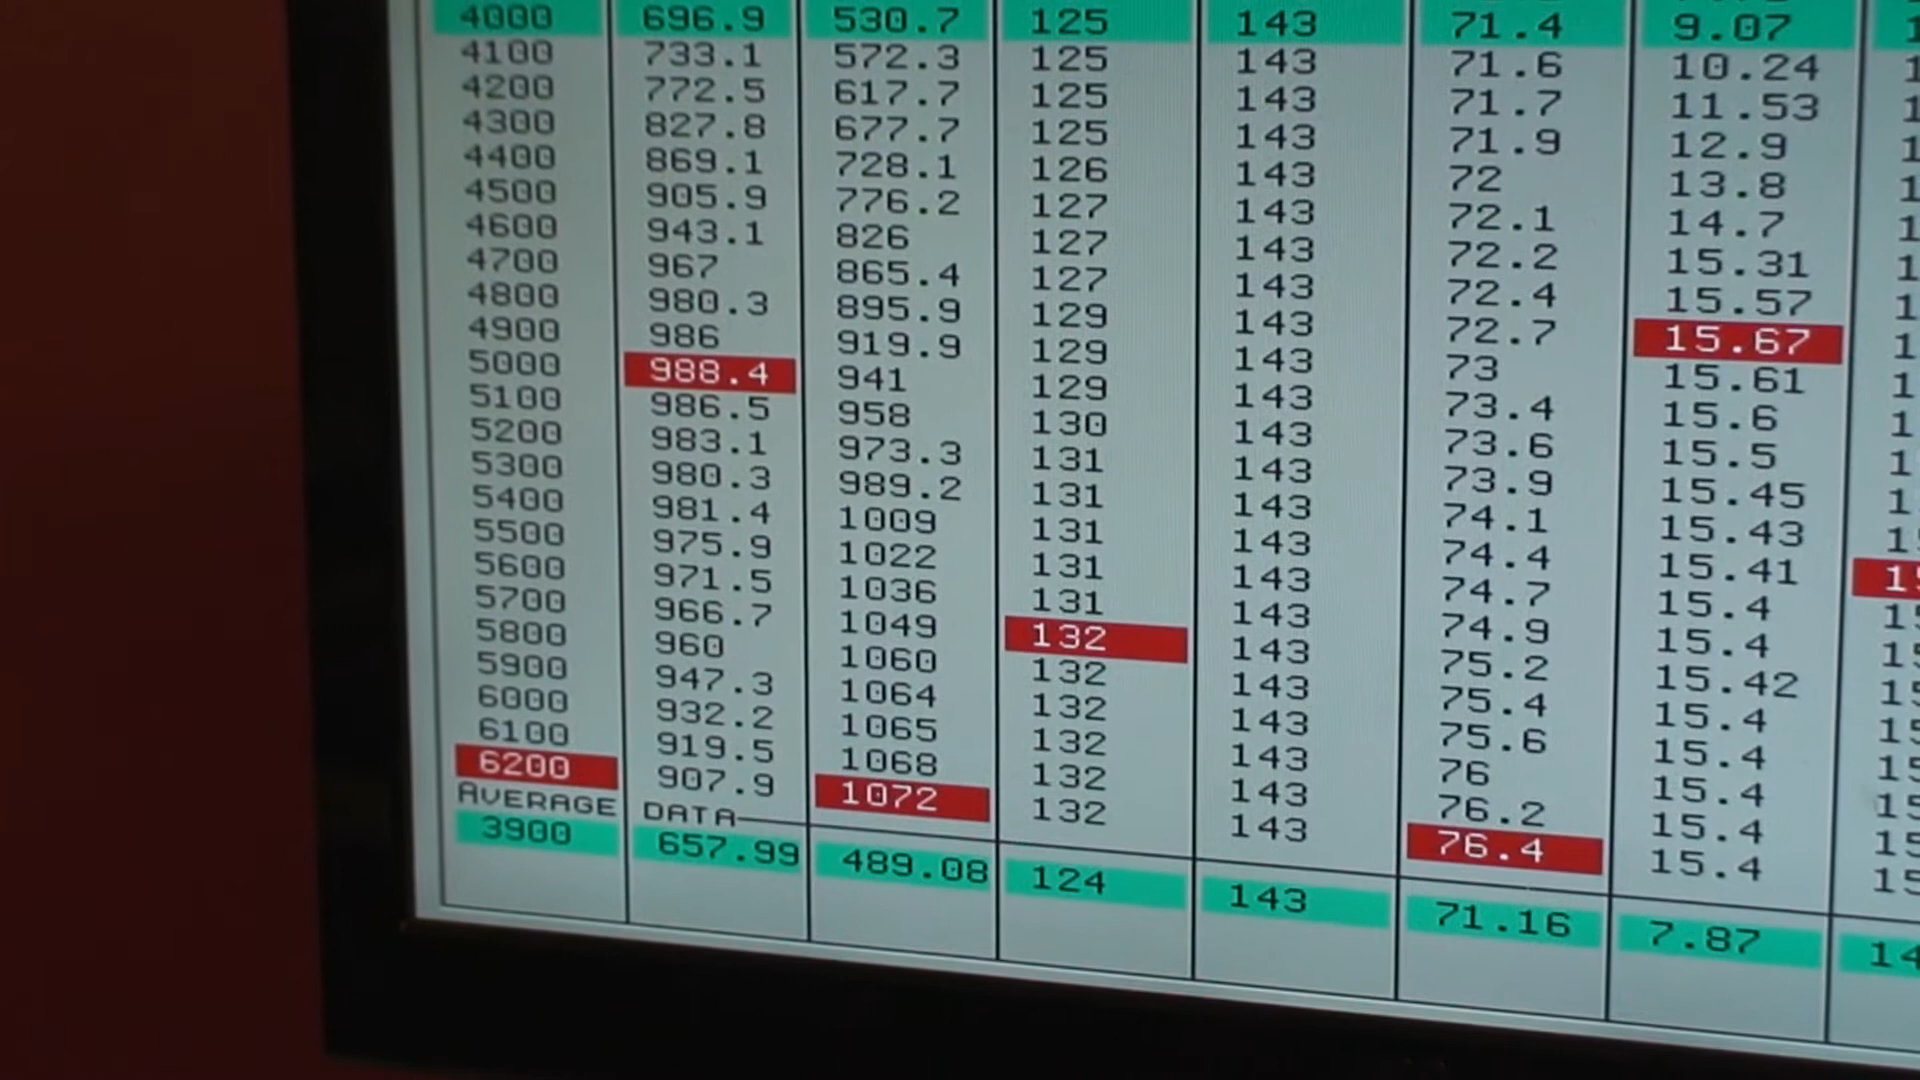 4000 696.9 530.7 125 143 71.4 9.07
4100 733.1 572.3 125 143 71.6 10.24
4200 772.5 617.7 125 143 71.7 11.53
4300 827.8 677.7 125 143 71.9 12.9
4400 869.1 728.1 126 143 72 13.8
4500 905.9 776.2 127 143 72.1 14.7
4600 943.1 826 127 143 72.2 15.31
4700 967 865.4 127 143 72.4 15.57
4800 980.3 895.9 129 143 72.7 15.67
4900 986 919.9 129 143 73 15.61
5000 988.4 941 129 143 73.4 15.6
5100 986.5 958 130 143 73.6 15.5
5200 983.1 973.3 131 143 73.9 15.45
5300 980.3 989.2 131 143 74.1 15.43
5400 981.4 1009 131 143 74.4 15.41
5500 975.9 1022 131 143 74.7 15.4
5600 971.5 1036 131 143 74.9 15.4
5700 966.7 1049 132 143 75.2 15.42
5800 960 1060 132 143 75.4 15.4
5900 947.3 1064 132 143 75.6 15.4
6000 932.2 1065 132 143 76 15.4
6100 919.5 1068 132 143 76.2 15.4
6200 907.9 1072 132 143 76.4 15.4
AVERAGE DATA
3900 657.99 489.08 124 143 71.16 7.87